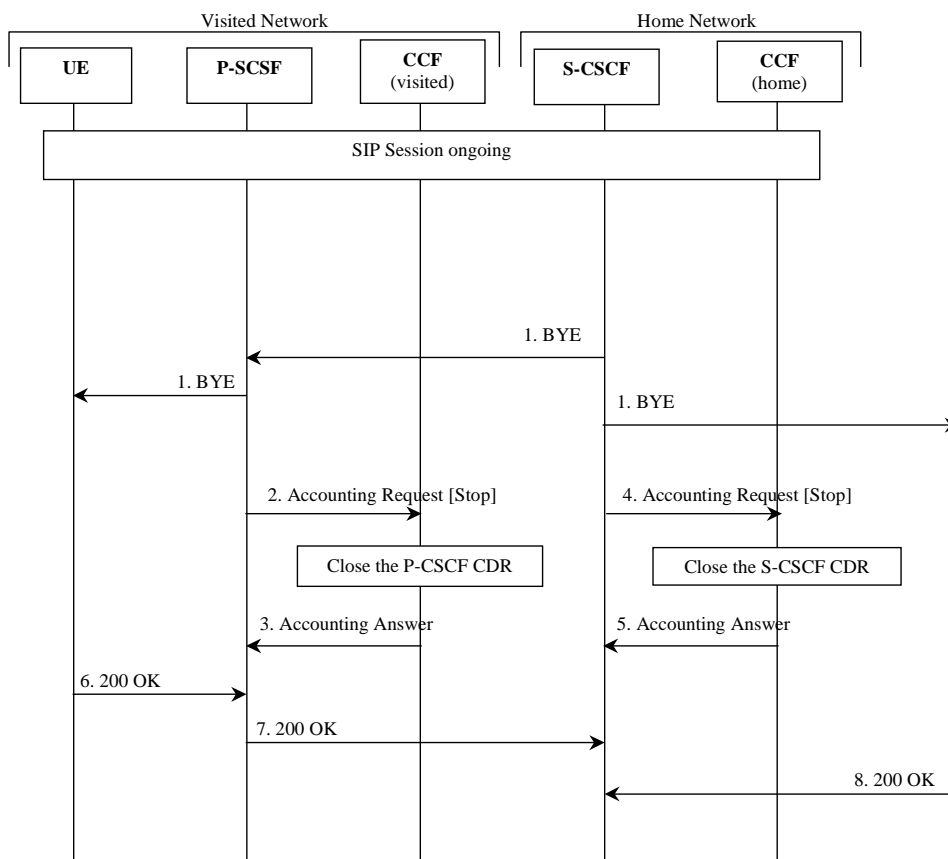 Visited Network
Home Network
UE
P-SCSF
CCF
(visited)
S-CSCF
CCF
(home)
SIP Session ongoing
1. BYE
1. BYE
1. BYE
2. Accounting Request [Stop]
4. Accounting Request [Stop]
Close the P-CSCF CDR
Close the S-CSCF CDR
3. Accounting Answer
5. Accounting Answer
6. 200 OK
7. 200 OK
8. 200 OK